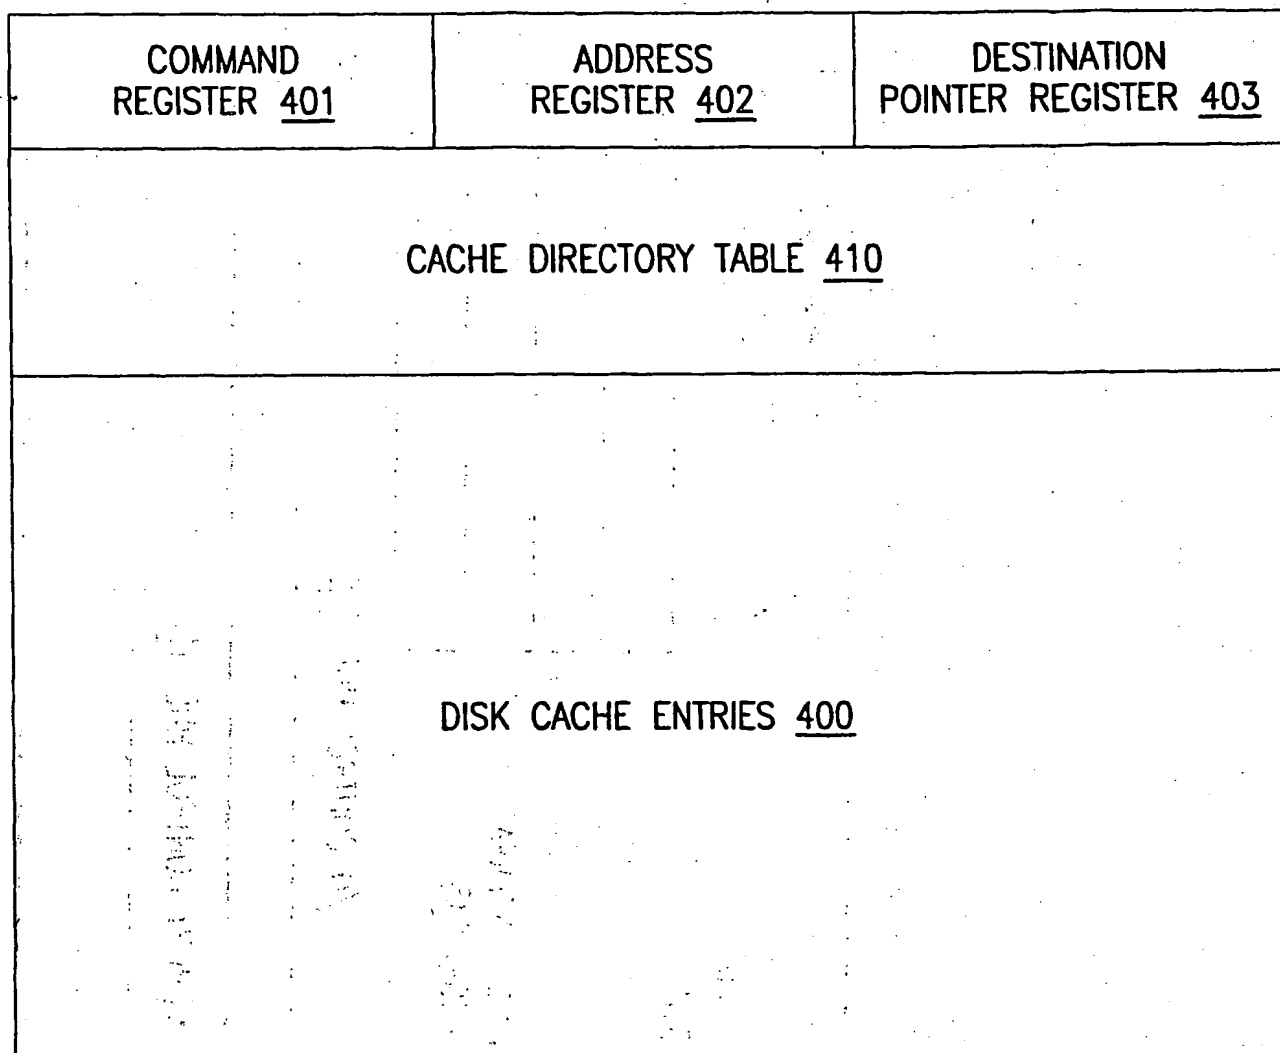 COMMAND
REGISTER 401
ADDRESS
REGISTER 402
DESTINATION
POINTER REGISTER 403
CACHE DIRECTORY TABLE 410
DISK CACHE ENTRIES 400